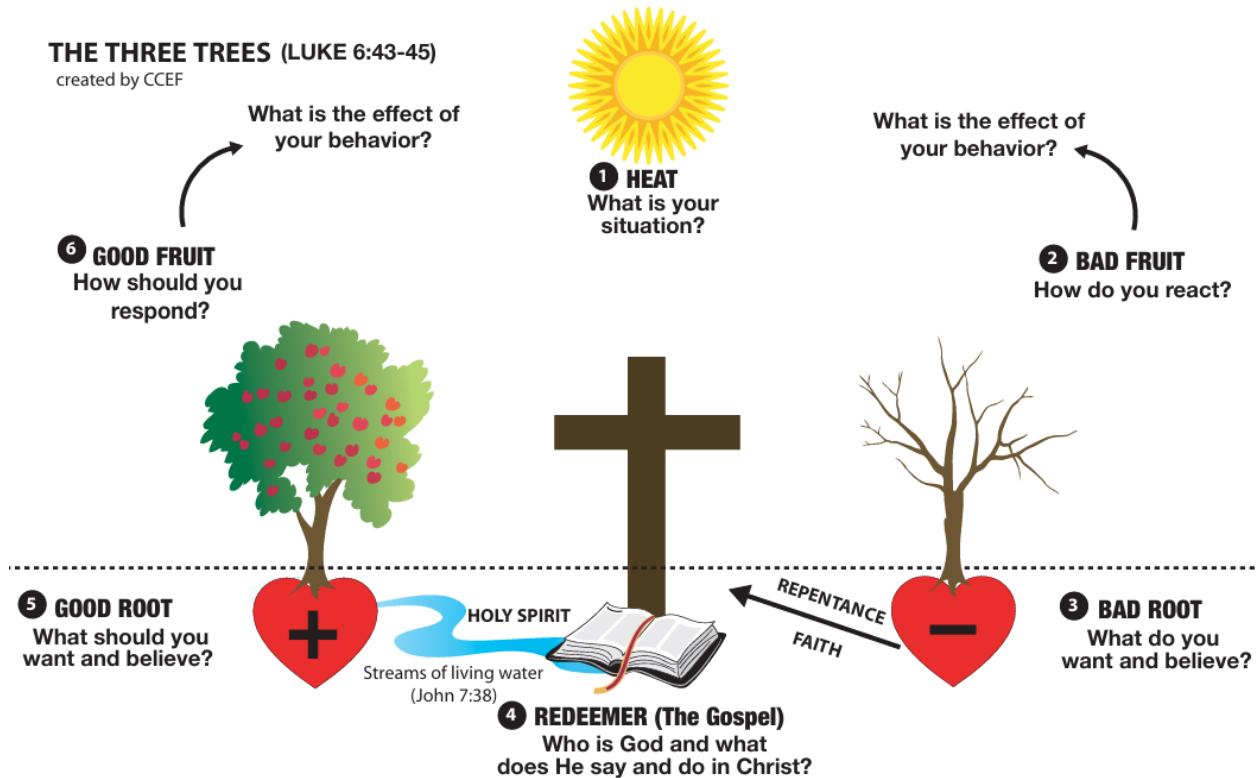 THE THREE TREES (LUKE 6:43-45)
created by CCEF
What is the effect of
your behavior?
What is the effect of
your behavior?
1 HEAT
What is your
situation?
6 GOOD FRUIT
How should you
respond?
2 BAD FRUIT
How do you react?
5 GOOD ROOT
What should you
want and believe?
HOLY SPIRIT
Streams of living water
(John 7:38)
REPENTANCE
FAITH
3 BAD ROOT
What do you
want and believe?
4 REDEEMER (The Gospel)
Who is God and what
does He say and do in Christ?